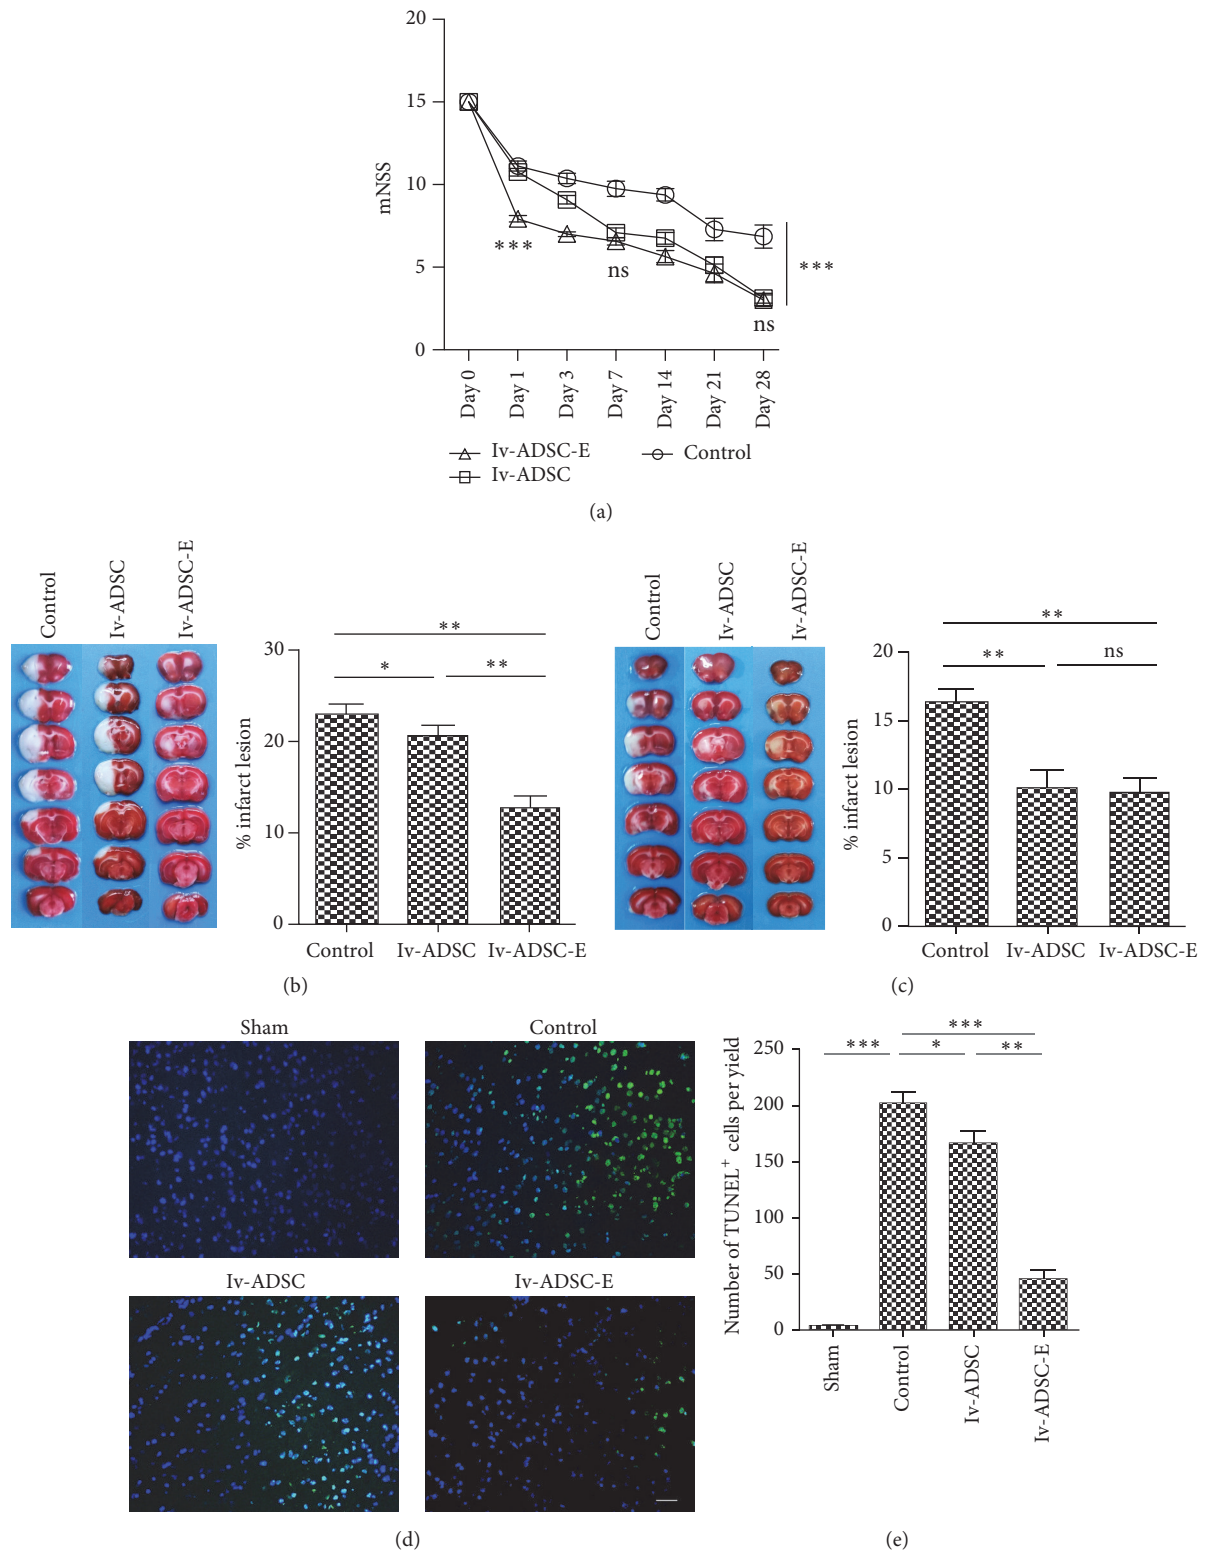 20
15
10
5
0
mNSS
***
ns
ns
***
Day 0
Day 1
Day 3
Day 7
Day 14
Day 21
Day 28
Iv-ADSC-E
Control
Iv-ADSC
(a)
Control
Iv-ADSC
Iv-ADSC-E
30
20
10
0
% infarct lesion
**
*
**
Control
Iv-ADSC
Iv-ADSC-E
(b)
Control
Iv-ADSC
Iv-ADSC-E
20
15
10
5
0
% infarct lesion
**
**
ns
Control
Iv-ADSC
Iv-ADSC-E
(c)
Sham
Control
Iv-ADSC
Iv-ADSC-E
(d)
250
200
150
100
50
0
Number of TUNEL+ cells per yield
***
***
*
**
Sham
Control
Iv-ADSC
Iv-ADSC-E
(e)